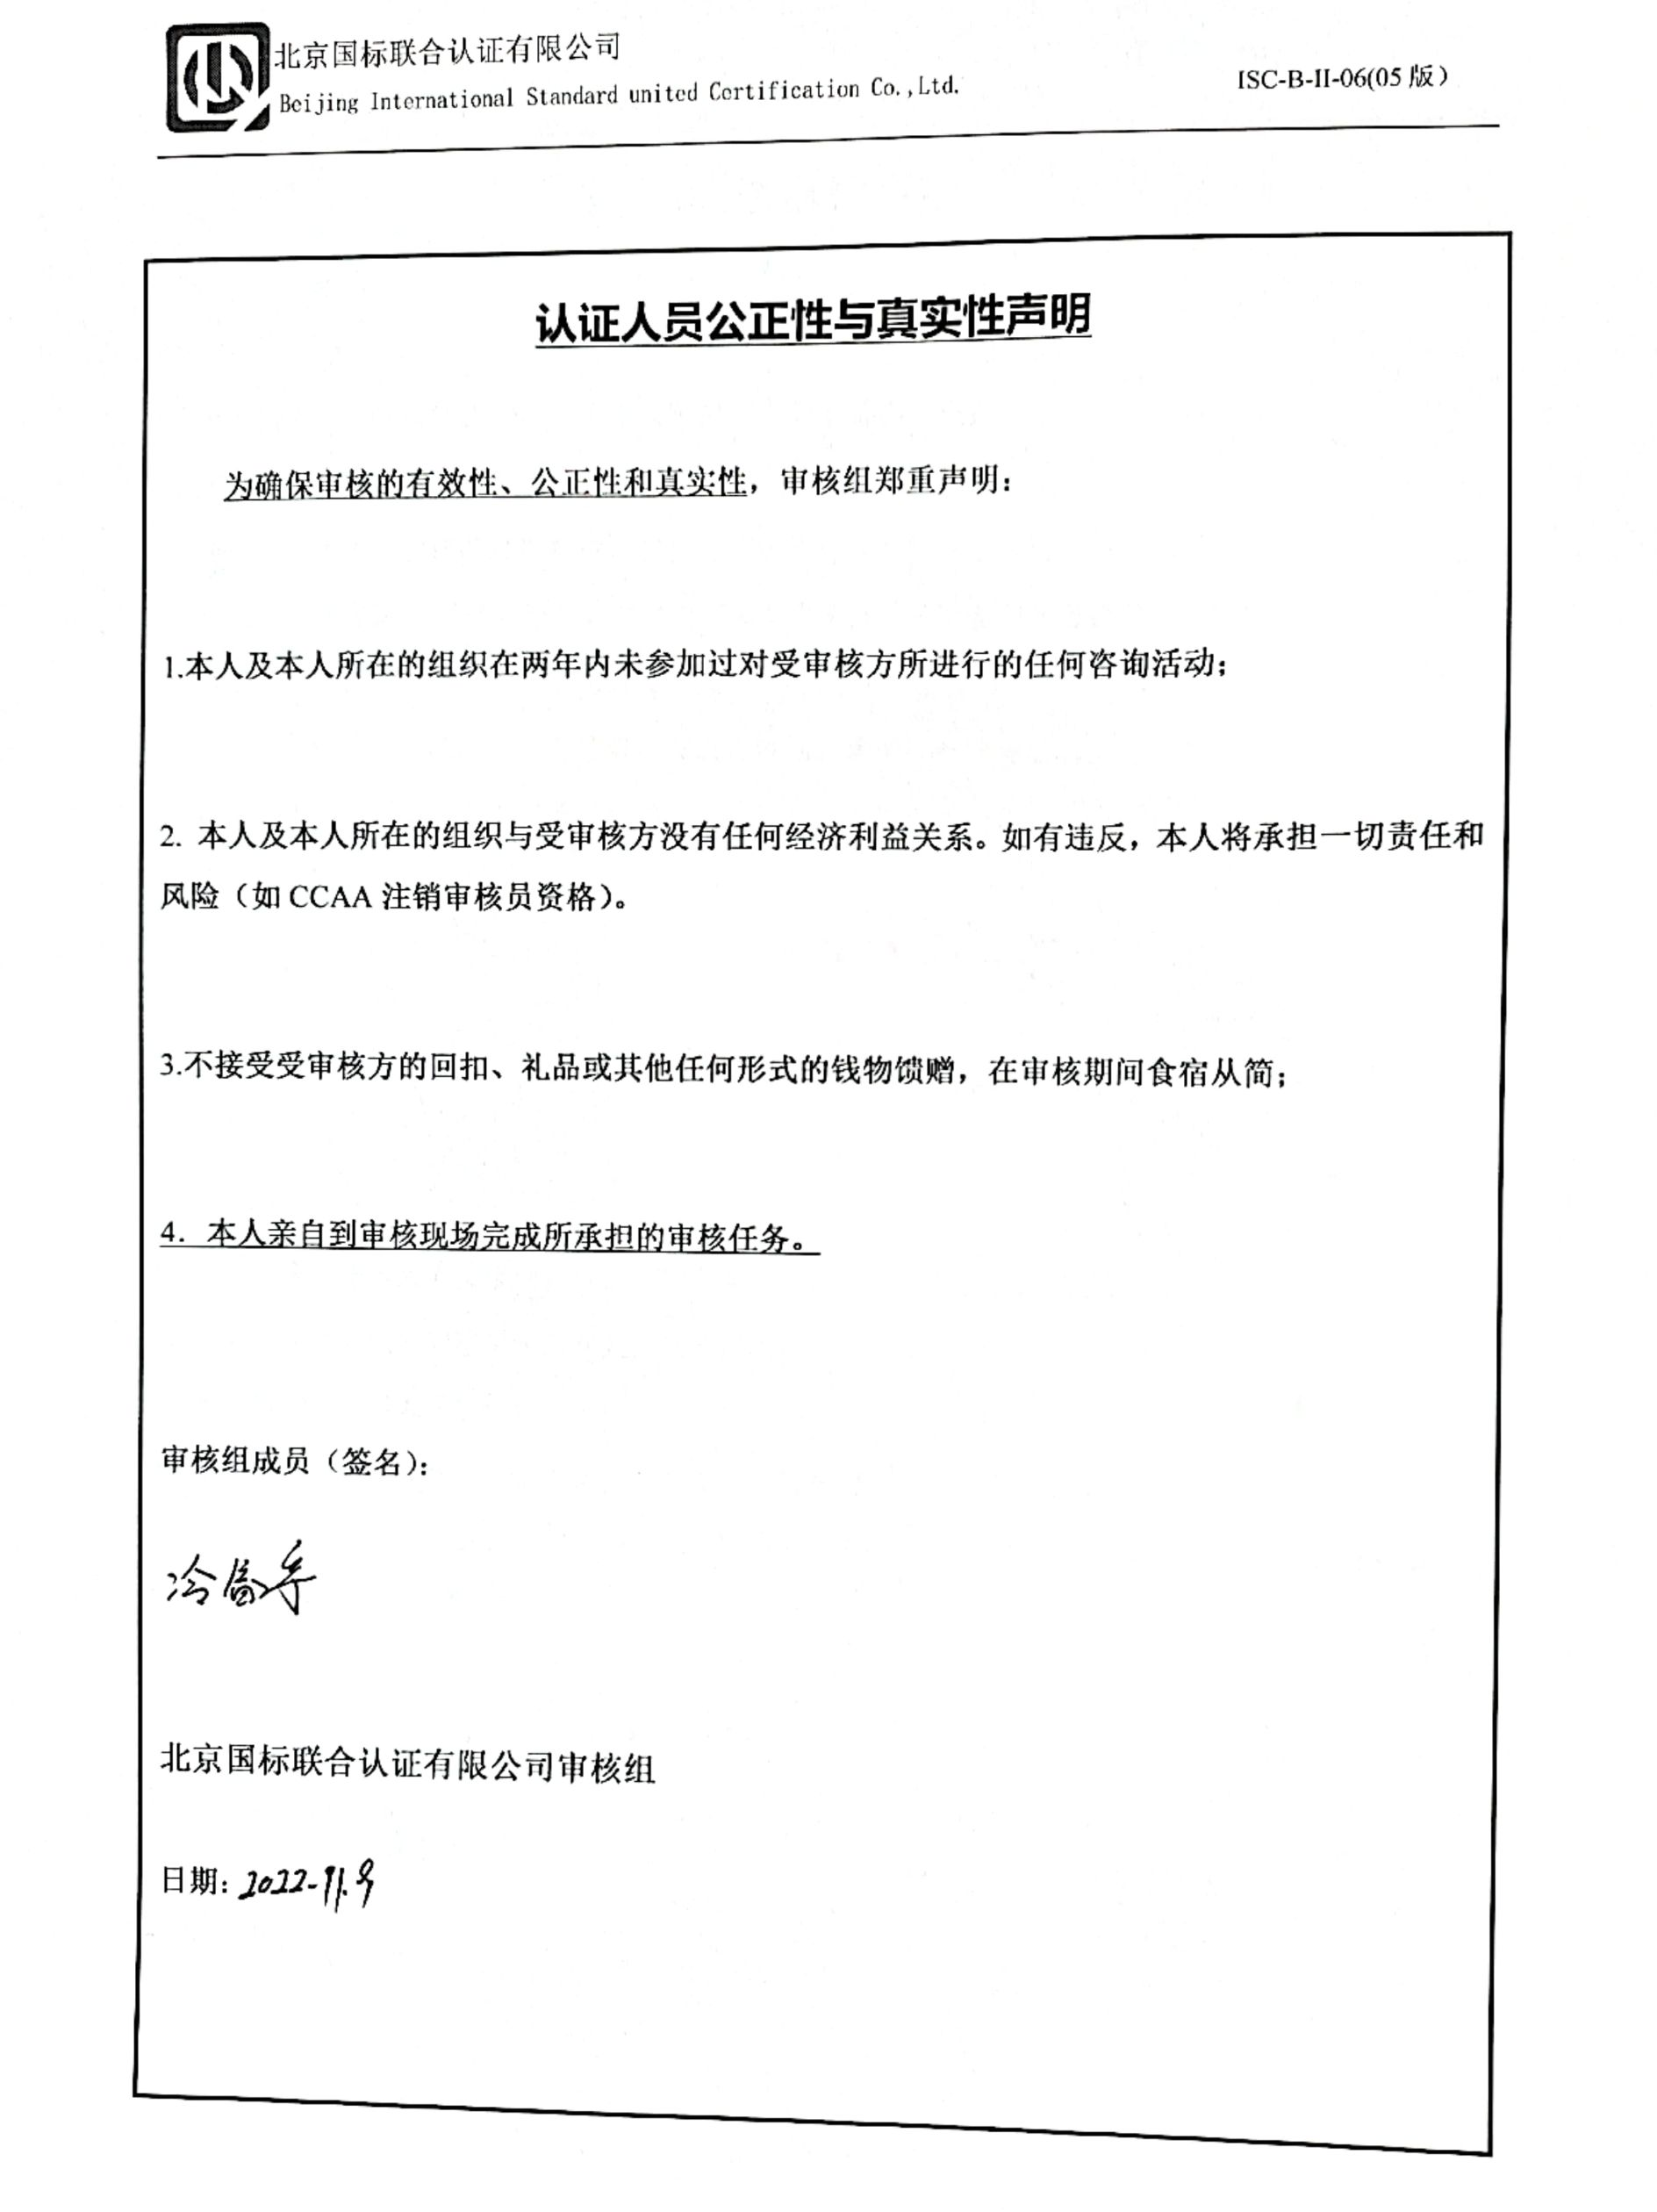 北京国标联合认证有限公司
Beijing International Standard united Certification Co.,Ltd.
ISC-B-II-06(05版)
认证人员公正性与真实性声明
为确保审核的有效性、公正性和真实性，审核组郑重声明：
1.本人及本人所在的组织在两年内未参加过对受审核方所进行的任何咨询活动；
2. 本人及本人所在的组织与受审核方没有任何经济利益关系。如有违反，本人将承担一切责任和
风险（如 CCAA 注销审核员资格）。
3.不接受受审核方的回扣、礼品或其他任何形式的钱物馈赠，在审核期间食宿从简；
4. 本人亲自到审核现场完成所承担的审核任务。
审核组成员（签名）：
北京国标联合认证有限公司审核组
日期：2022-11.9